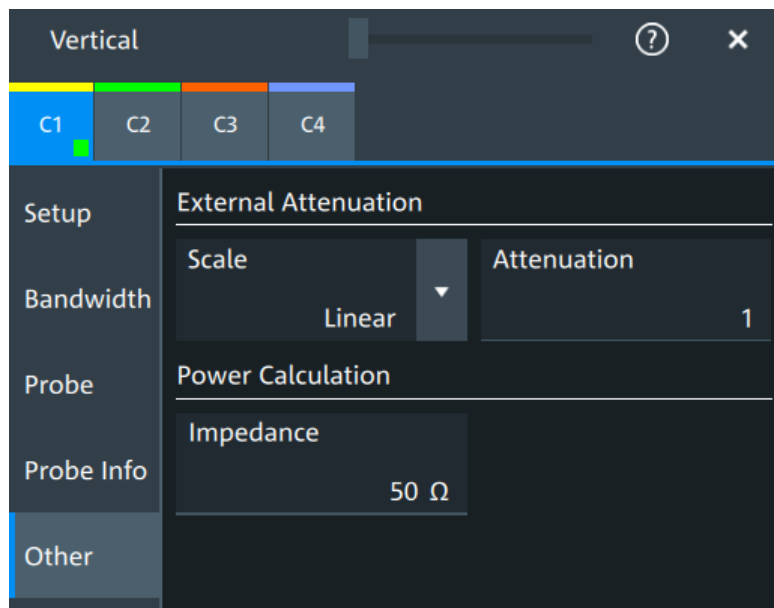 Vertical
?
C1 C2 C3 C4
Setup
Bandwidth
Probe
Probe Info
Other
External Attenuation
Scale
Linear
Attenuation
1
Power Calculation
Impedance
50 Ω